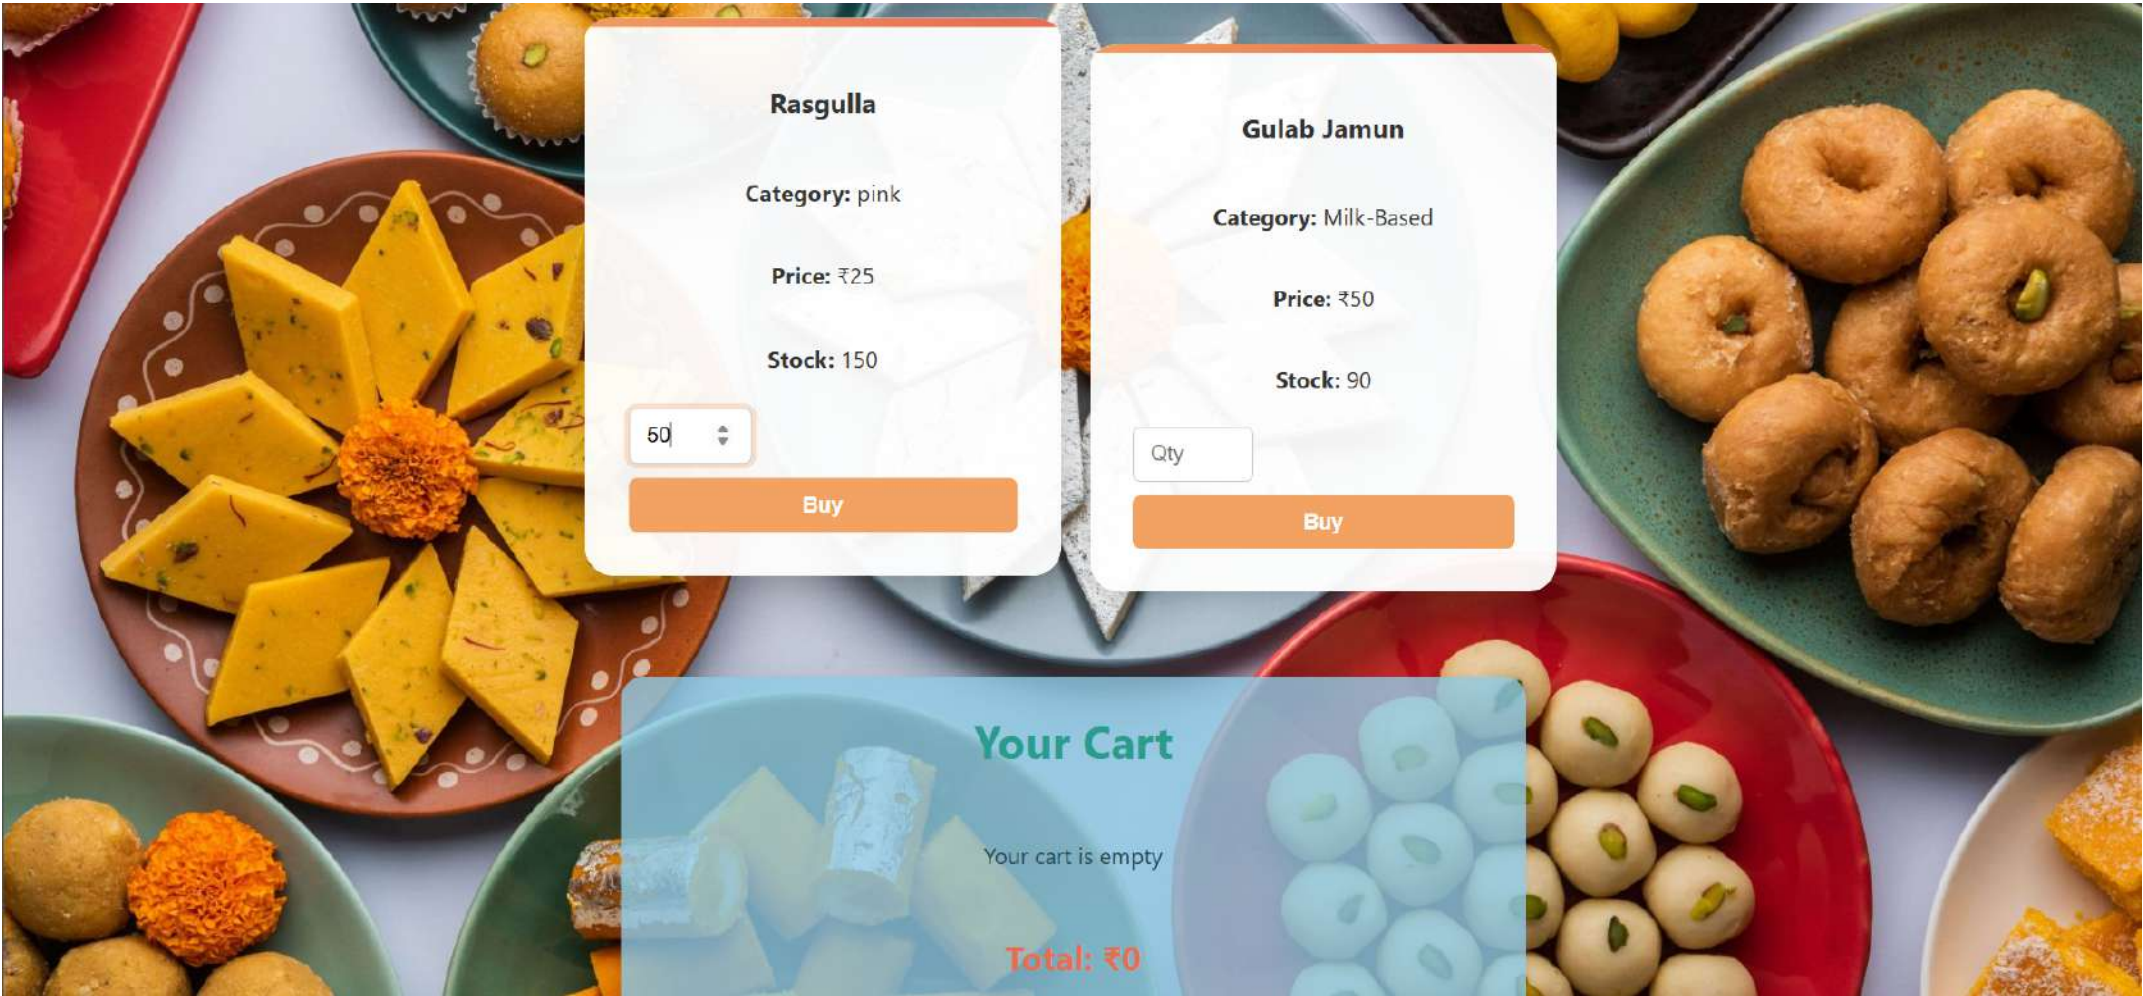 Rasgulla
Category: pink
Price: ₹25
Stock: 150
50
Buy
Gulab Jamun
Category: Milk-Based
Price: ₹50
Stock: 90
Qty
Buy
Your Cart
Your cart is empty
Total: ₹0